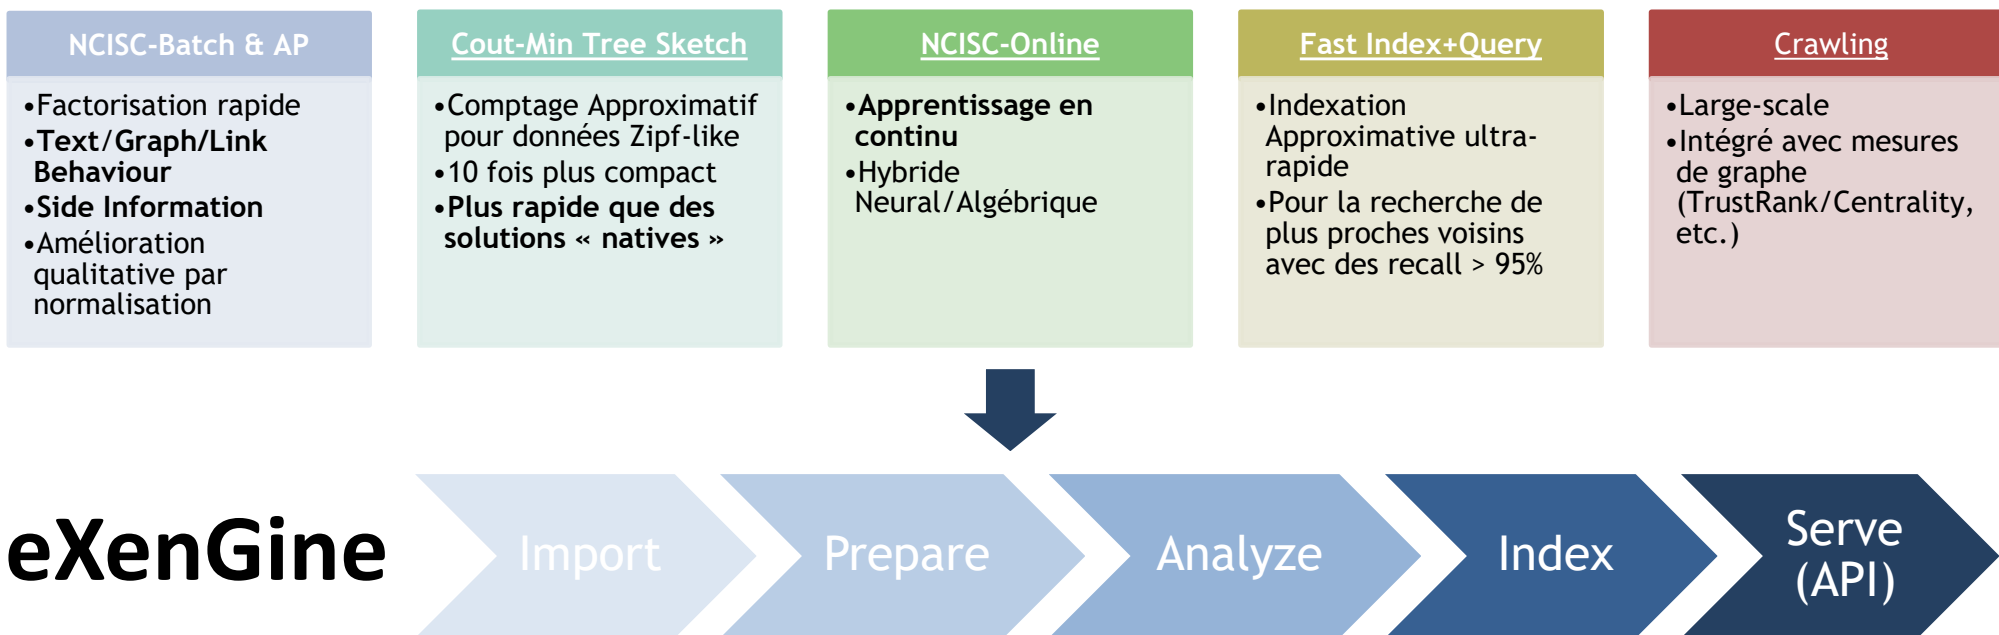 NCISC-Batch & AP
•Factorisation rapide
•Text/Graph/Link
Behaviour
•Side Information
•Amélioration
qualitative par
normalisation
Cout-Min Tree Sketch
•Comptage Approximatif
pour données Zipf-like
•10 fois plus compact
•Plus rapide que des
solutions « natives »
NCISC-Online
•Apprentissage en
continu
•Hybride
Neural/Algébrique
Fast Index+Query
•Indexation
Approximative ultra-
rapide
•Pour la recherche de
plus proches voisins
avec des recall > 95%
Crawling
•Large-scale
•Intégré avec mesures
de graphe
(TrustRank/Centrality,
etc.)
eXenGine
Import
Prepare
Analyze
Index
Serve
(API)